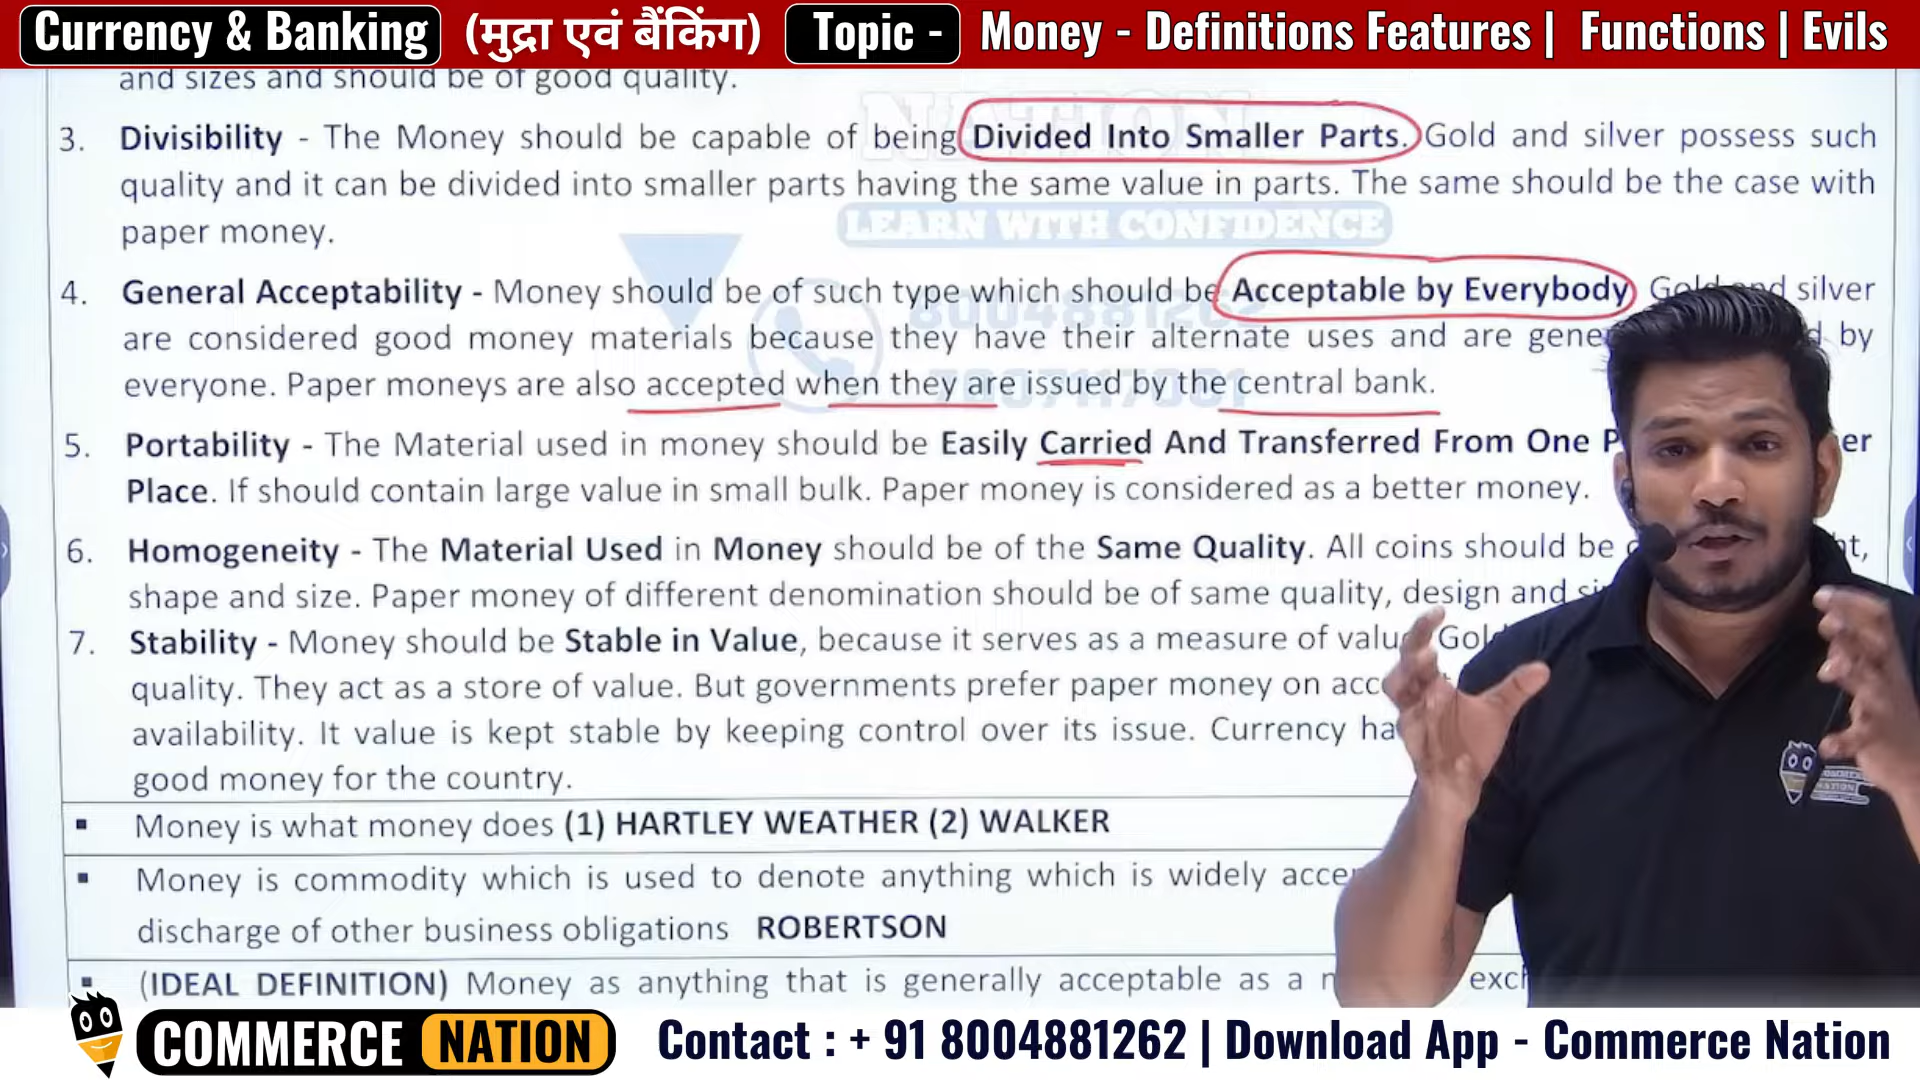 Currency & Banking (मुद्रा एवं बैंकिंग) Topic - Money - Definitions Features | Functions | Evils
and sizes and should be of good quality.
NATION
3. Divisibility - The Money should be capable of being Divided Into Smaller Parts. Gold and silver possess such
quality and it can be divided into smaller parts having the same value in parts. The same should be the case with
LEARN WITH CONFIDENCE
paper money.
4. General Acceptability - Money should be of such type which should be Acceptable by Everybody Gold and silver
8004881262
are considered good money materials because they have their alternate uses and are by
everyone. Paper moneys are also accepted when they are issued by the central bank.
5. Portability - The Material used in money should be Easily Carried And Transferred From One
Place. If should contain large value in small bulk. Paper money is considered as a better money.
6. Homogeneity - The Material Used in Money should be of the Same Quality. All coins should be
shape and size. Paper money of different denomination should be of same quality, design and
7. Stability - Money should be Stable in Value, because it serves as a measure of
quality. They act as a store of value. But governments prefer paper money on
availability. It value is kept stable by keeping control over its issue. Currency
good money for the country.
▪ Money is what money does (1) HARTLEY WEATHER (2) WALKER
▪ Money is commodity which is used to denote anything which is widely
discharge of other business obligations ROBERTSON
▪ (IDEAL DEFINITION) Money as anything that is generally acceptable as a
COMMERCE NATION Contact : + 91 8004881262 | Download App - Commerce Nation